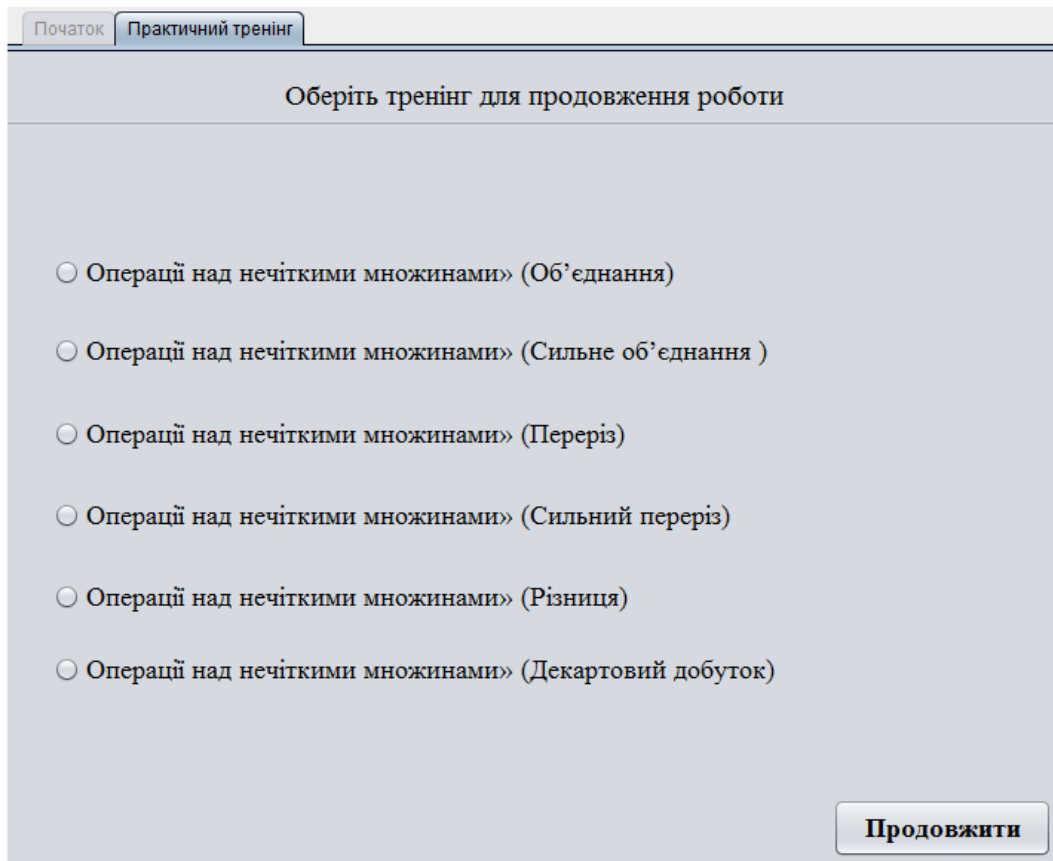 Початок Практичний тренінг
Оберіть тренінг для продовження роботи
Операції над нечіткими множинами» (Об’єднання)
Операції над нечіткими множинами» (Сильне об’єднання )
Операції над нечіткими множинами» (Переріз)
Операції над нечіткими множинами» (Сильний переріз)
Операції над нечіткими множинами» (Різниця)
Операції над нечіткими множинами» (Декартовий добуток)
Продовжити